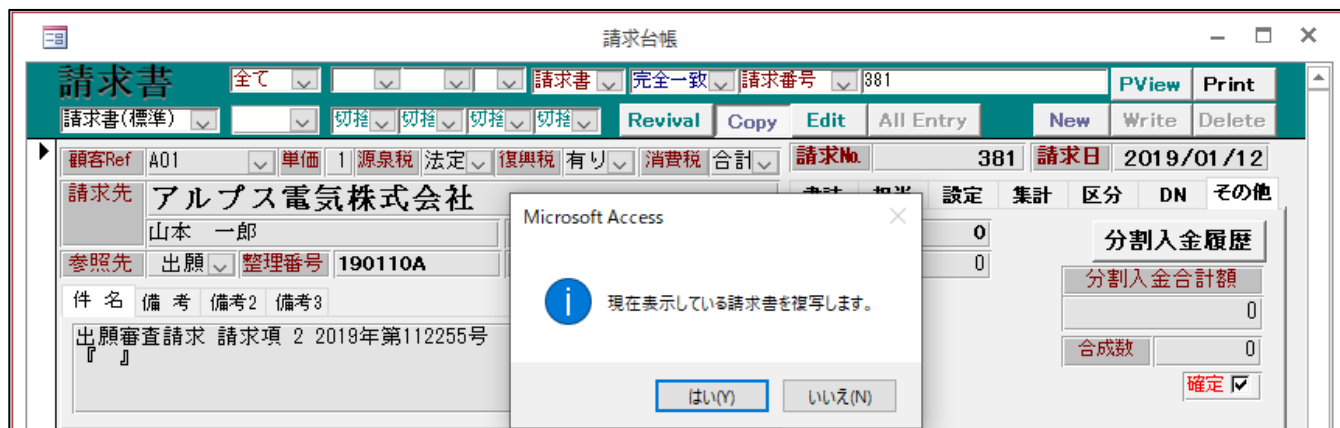 請求台帳
請求書 全て 請求書 完全一致 請求番号 381 PView Print
請求書(標準) 切捨 切捨 切捨 切捨 Revival Copy Edit All Entry New Write Delete
顧客Ref A01 単価 1 源泉税 法定 復興税 有り 消費税 合計 請求No. 381 請求日 2019/01/12
請求先 アルプス電気株式会社 設定 集計 区分 DN その他
山本 一郎 0 分割入金履歴
参照先 出願 整理番号 190110A 0 分割入金合計額
件 名 備 考 備考2 備考3 0
出願審査請求 請求項 2 2019年第112255号
『 』
合成数 0
確定
Microsoft Access
現在表示している請求書を複写します。
はい(Y) いいえ(N)